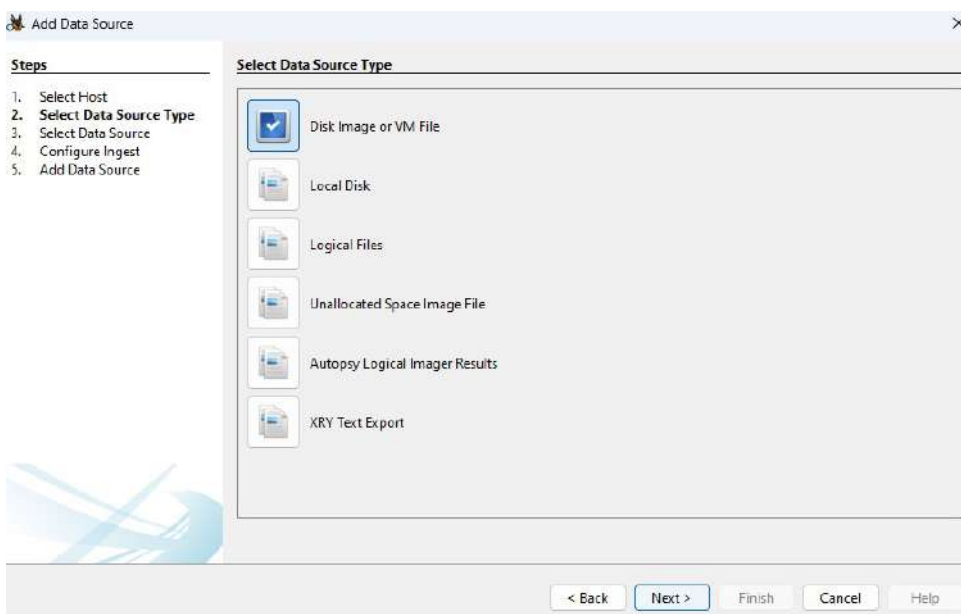 Add Data Source
Steps
1. Select Host
2. Select Data Source Type
3. Select Data Source
4. Configure Ingest
5. Add Data Source
Select Data Source Type
Disk Image or VM File
Local Disk
Logical Files
Unallocated Space Image File
Autopsy Logical Imager Results
XRY Text Export
< Back Next > Finish Cancel Help